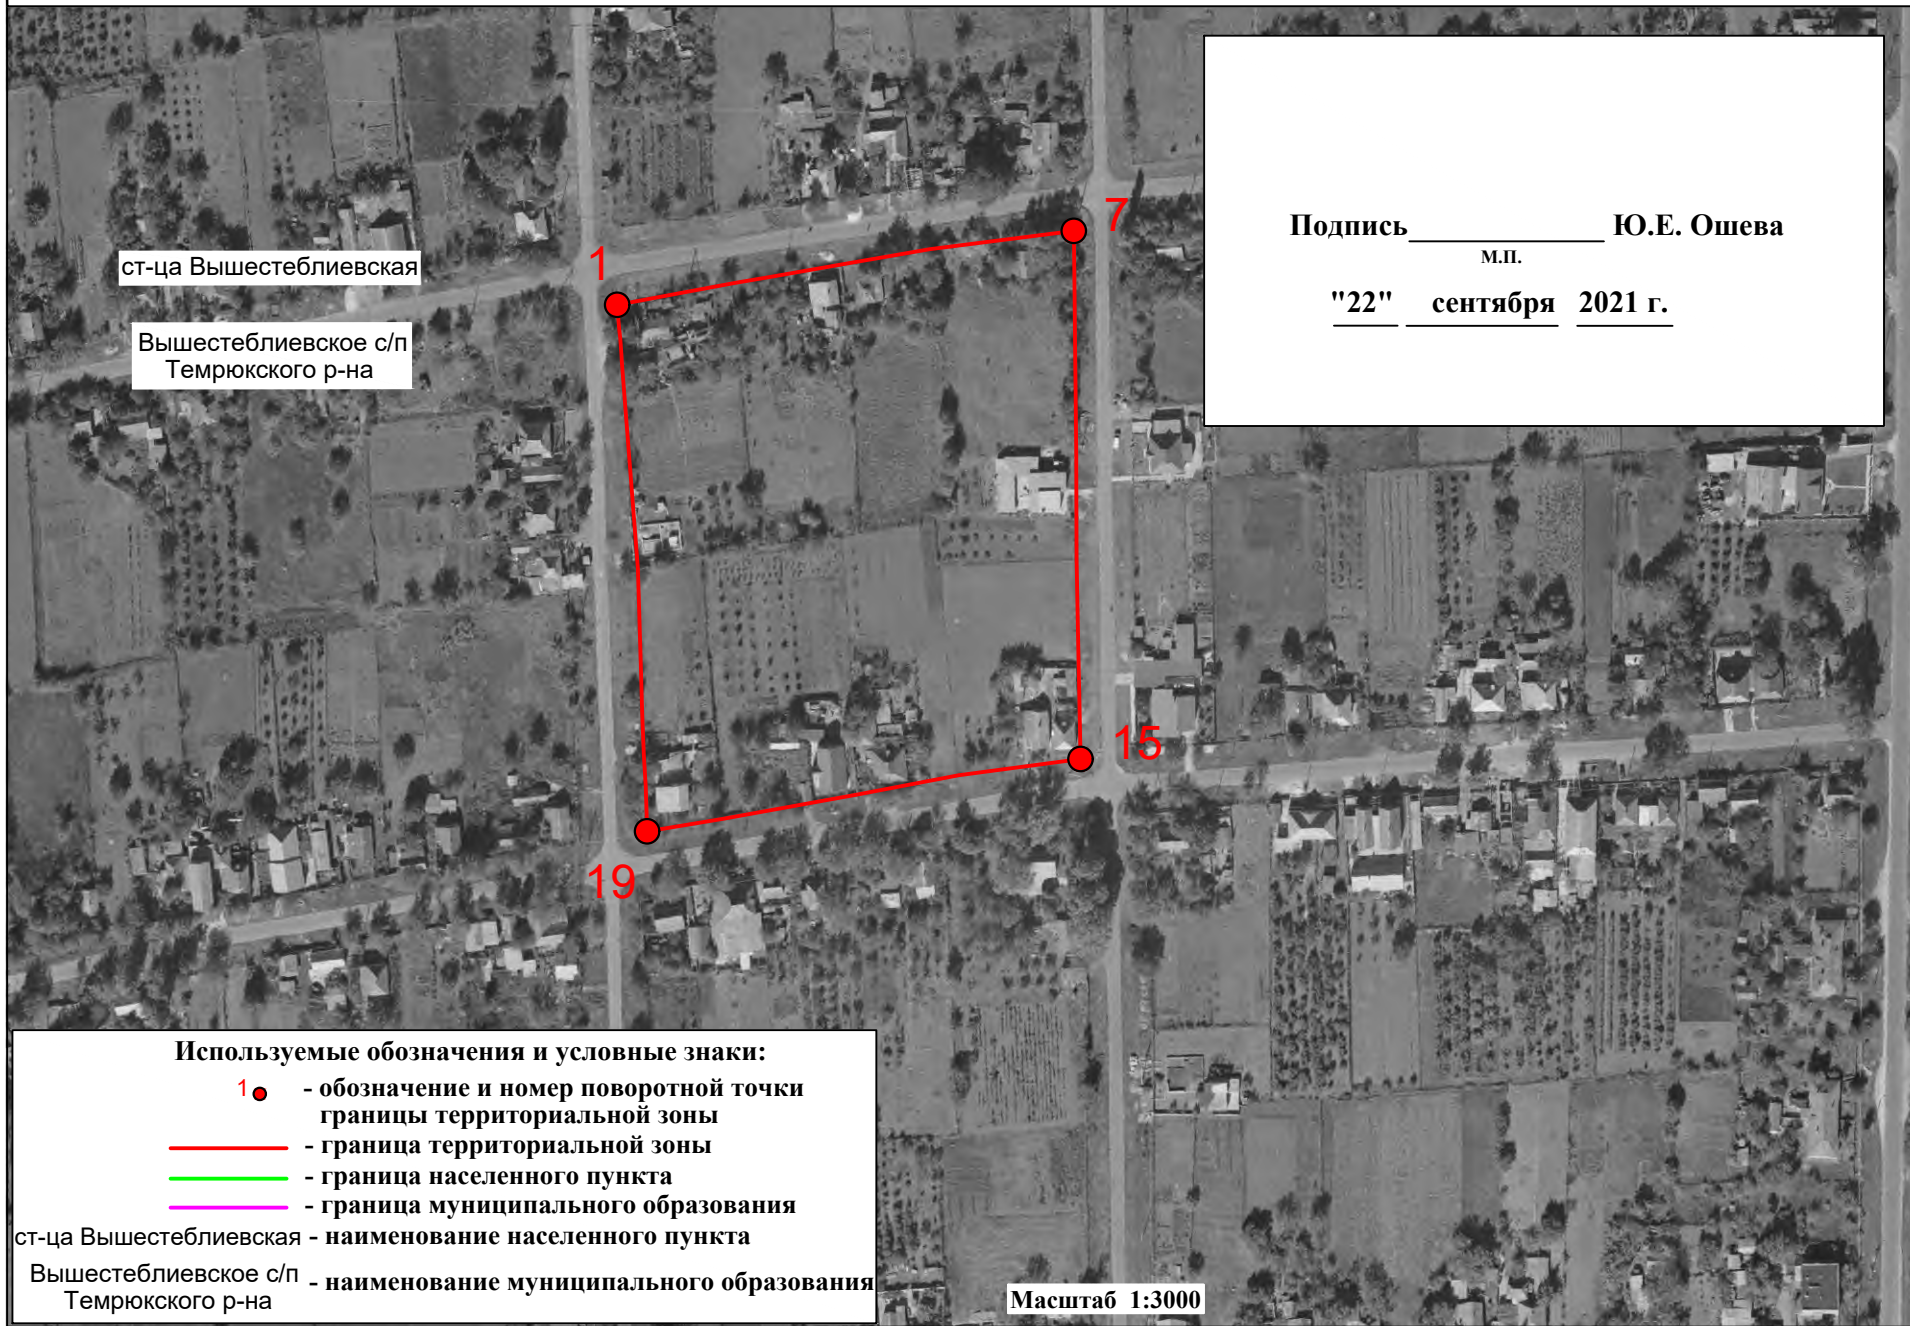 Подпись______________ Ю.Е. Ошева
М.П.
"22" сентября 2021 г.
ст-ца Вышестеблиевская
Вышестеблиевское с/п
Темрюкского р-на
1
7
15
19
Используемые обозначения и условные знаки:
1 - обозначение и номер поворотной точки
границы территориальной зоны
- граница территориальной зоны
- граница населенного пункта
- граница муниципального образования
ст-ца Вышестеблиевская - наименование населенного пункта
Вышестеблиевское с/п - наименование муниципального образования
Темрюкского р-на
Масштаб 1:3000